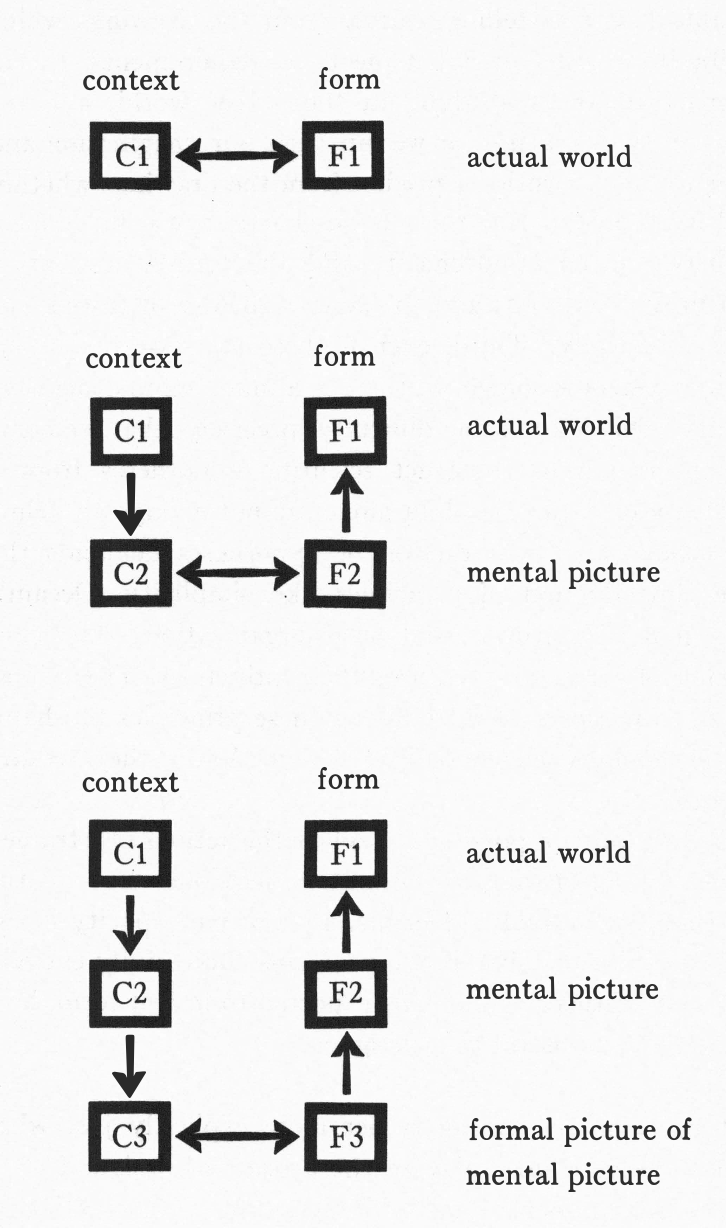 context form
C1 F1 actual world
context form
C1 F1 actual world
C2 F2 mental picture
context form
C1 F1 actual world
C2 F2 mental picture
C3 F3 formal picture of
mental picture